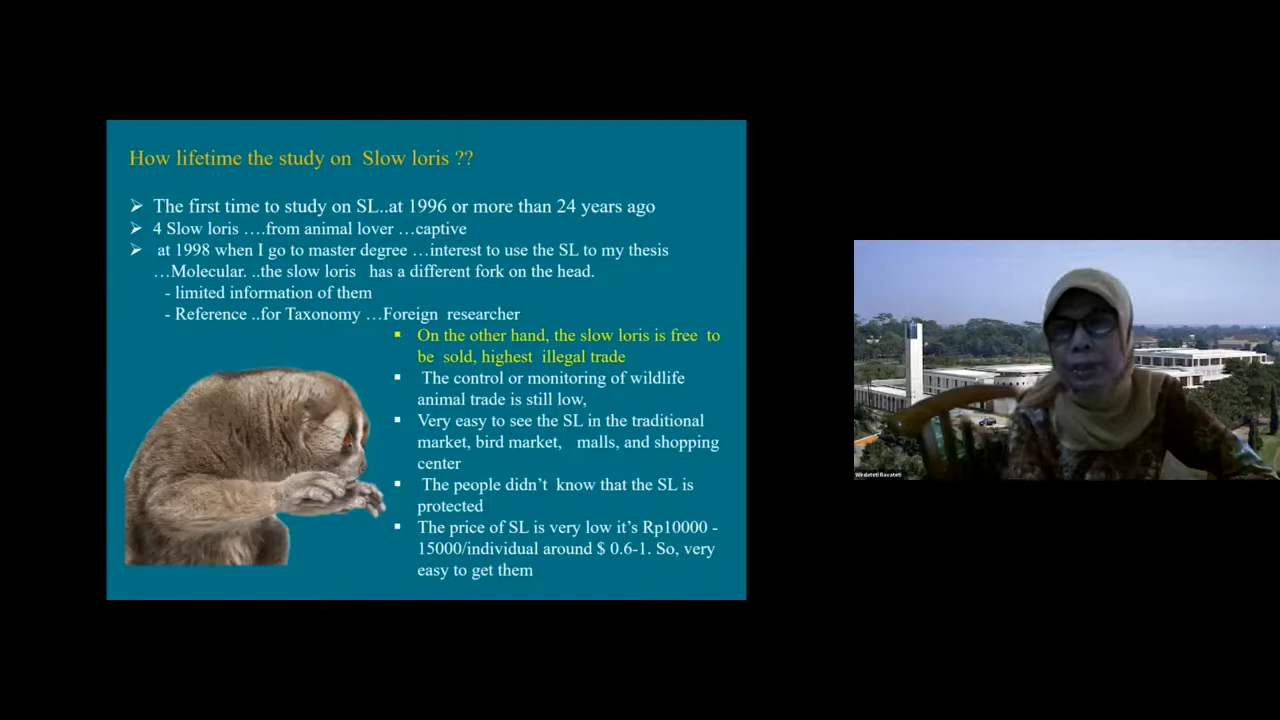 How lifetime the study on Slow loris ??
The first time to study on SL..at 1996 or more than 24 years ago
4 Slow loris ….from animal lover …captive
at 1998 when I go to master degree …interest to use the SL to my thesis
…Molecular. ..the slow loris has a different fork on the head.
- limited information of them
- Reference ..for Taxonomy …Foreign researcher
On the other hand, the slow loris is free to
be sold, highest illegal trade
The control or monitoring of wildlife
animal trade is still low,
Very easy to see the SL in the traditional
market, bird market, malls, and shopping
center
The people didn't know that the SL is
protected
The price of SL is very low it's Rp10000 -
15000/individual around $ 0.6-1. So, very
easy to get them
Wirdateti Ravateti